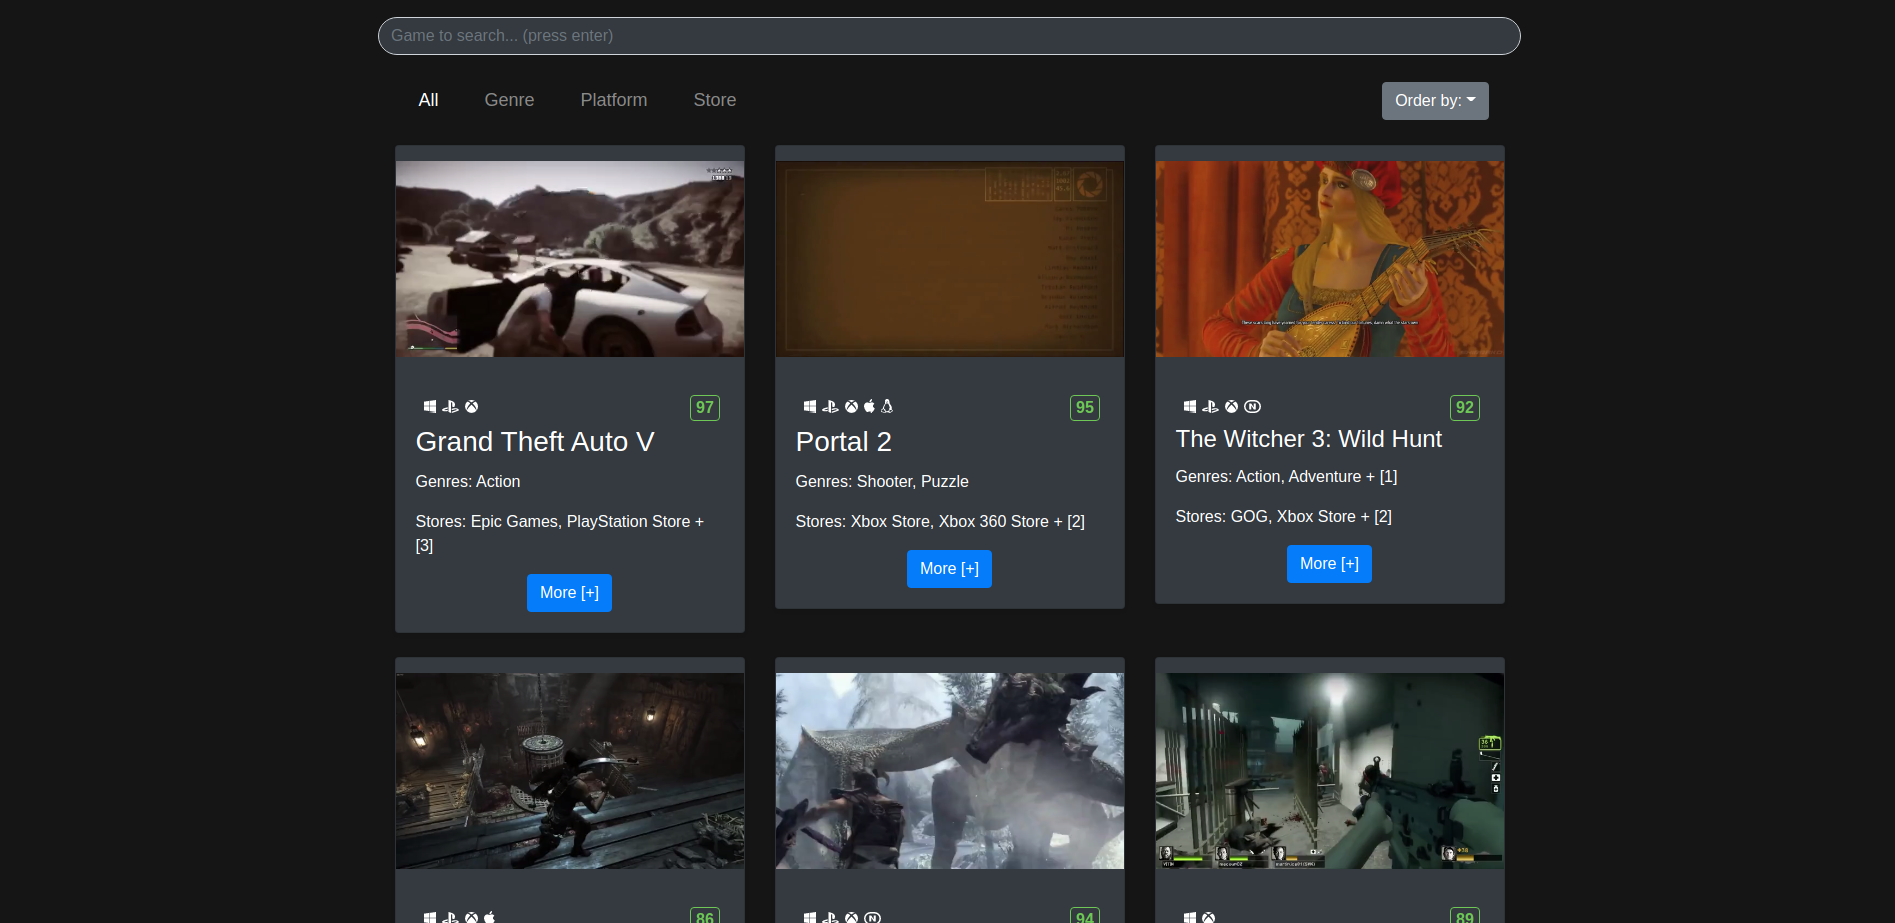 Game to search... (press enter)
All Genre Platform Store Order by:
97
Grand Theft Auto V
Genres: Action
Stores: Epic Games, PlayStation Store +
[3]
More [+]
95
Portal 2
Genres: Shooter, Puzzle
Stores: Xbox Store, Xbox 360 Store + [2]
More [+]
92
The Witcher 3: Wild Hunt
Genres: Action, Adventure + [1]
Stores: GOG, Xbox Store + [2]
More [+]
86
94
89